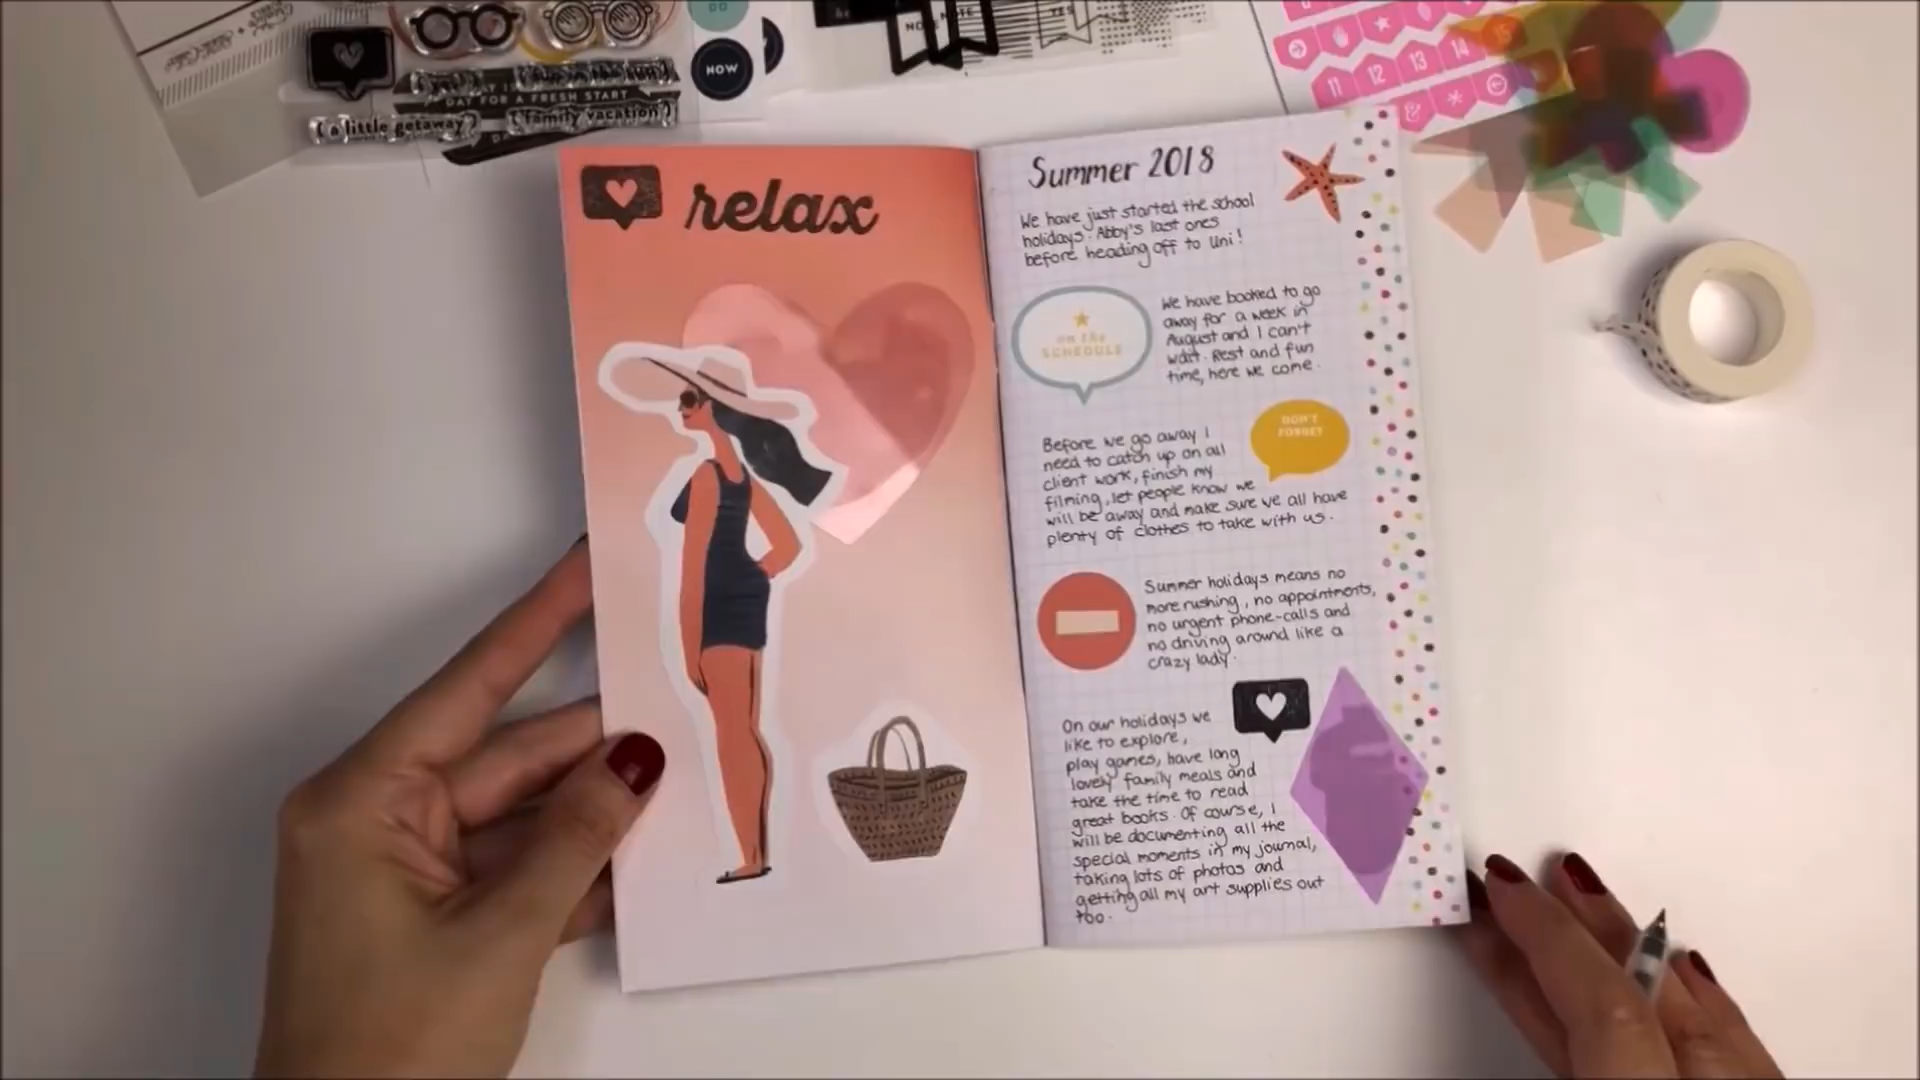 DO
NOW
DAY FOR A FRESH START
(a little getaway)
(family vacation)
NOTE
YES
11 12 13 14 15
& *
relax
Summer 2018
We have just started the school
holidays. Abby's last ones
before heading off to Uni!
on the
SCHEDULE
We have booked to go
away for a week in
August and I can't
wait. Rest and fun
time, here we come.
DON'T
FORGET
Before we go away I
need to catch up on all
client work, finish my
filming, let people know we
will be away and make sure we all have
plenty of clothes to take with us.
Summer holidays means no
more rushing, no appointments,
no urgent phone-calls and
no driving around like a
crazy lady.
On our holidays we
like to explore,
play games, have long
lovely family meals and
take the time to read
great books. Of course, I
will be documenting all the
special moments in my journal,
taking lots of photos and
getting all my art supplies out
too.